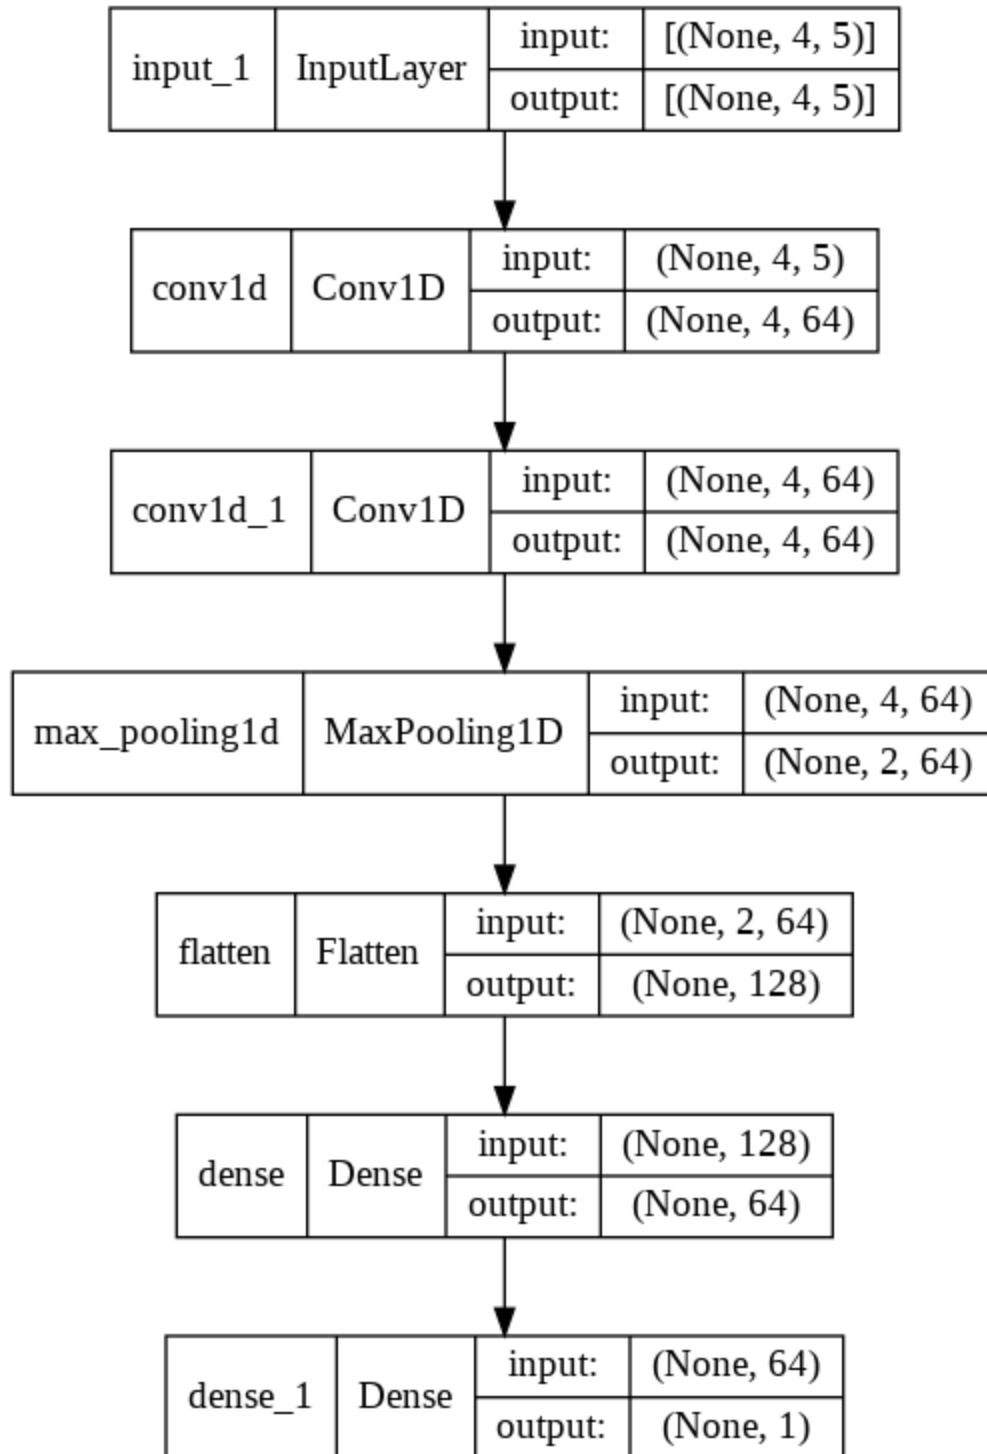 input_1 InputLayer input: [(None, 4, 5)]
output: [(None, 4, 5)]
conv1d Conv1D input: (None, 4, 5)
output: (None, 4, 64)
conv1d_1 Conv1D input: (None, 4, 64)
output: (None, 4, 64)
max_pooling1d MaxPooling1D input: (None, 4, 64)
output: (None, 2, 64)
flatten Flatten input: (None, 2, 64)
output: (None, 128)
dense Dense input: (None, 128)
output: (None, 64)
dense_1 Dense input: (None, 64)
output: (None, 1)